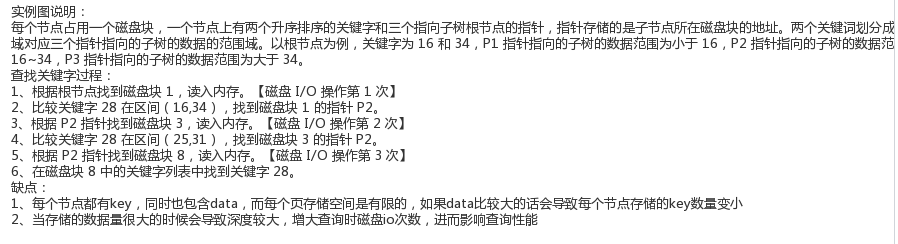 实例图说明：
每个节点占用一个磁盘块，一个节点上有两个升序排序的关键字和三个指向子树根节点的指针，指针存储的是子节点所在磁盘块的地址。两个关键词划分成
域对应三个指针指向的子树的数据的范围域。以根节点为例，关键字为 16 和 34，P1 指针指向的子树的数据范围为小于 16，P2 指针指向的子树的数据范
16~34，P3 指针指向的子树的数据范围为大于 34。
查找关键字过程：
1、根据根节点找到磁盘块 1，读入内存。【磁盘 I/O 操作第 1 次】
2、比较关键字 28 在区间（16,34），找到磁盘块 1 的指针 P2。
3、根据 P2 指针找到磁盘块 3，读入内存。【磁盘 I/O 操作第 2 次】
4、比较关键字 28 在区间（25,31），找到磁盘块 3 的指针 P2。
5、根据 P2 指针找到磁盘块 8，读入内存。【磁盘 I/O 操作第 3 次】
6、在磁盘块 8 中的关键字列表中找到关键字 28。
缺点：
1、每个节点都有key，同时也包含data，而每个页存储空间是有限的，如果data比较大的话会导致每个节点存储的key数量变小
2、当存储的数据量很大的时候会导致深度较大，增大查询时磁盘io次数，进而影响查询性能